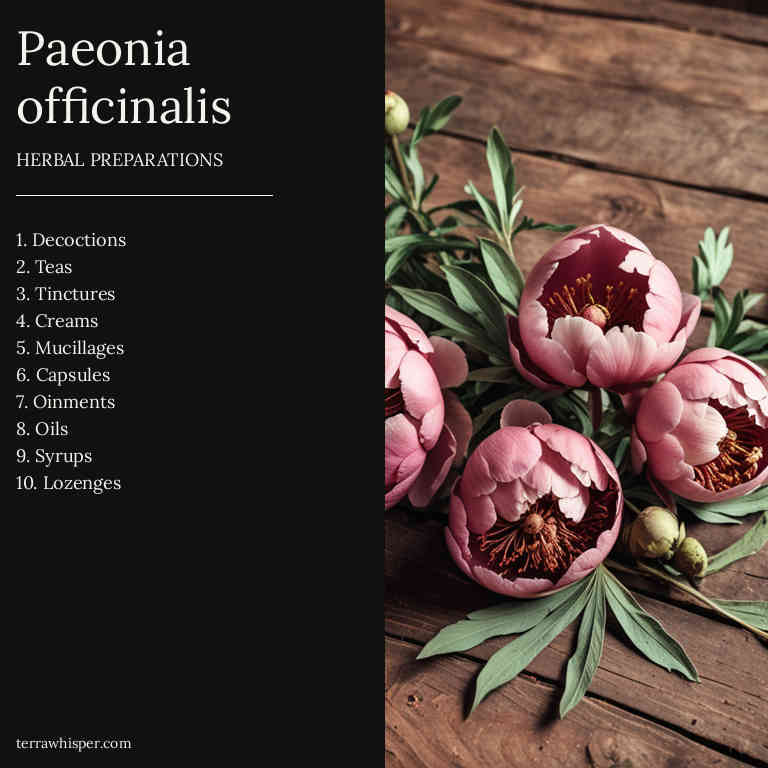 Paeonia
officinalis
HERBAL PREPARATIONS
1. Decoctions
2. Teas
3. Tinctures
4. Creams
5. Mucillages
6. Capsules
7. Oinments
8. Oils
9. Syrups
10. Lozenges
terrawhisper.com